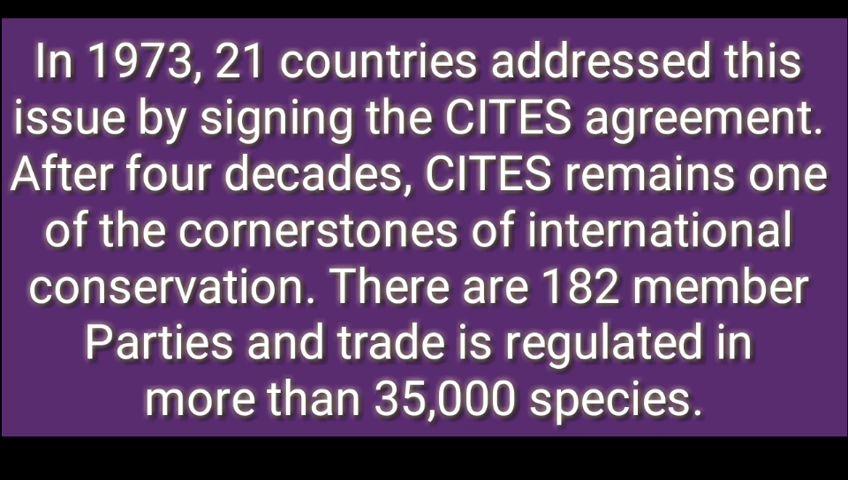 In 1973, 21 countries addressed this
issue by signing the CITES agreement.
After four decades, CITES remains one
of the cornerstones of international
conservation. There are 182 member
Parties and trade is regulated in
more than 35,000 species.